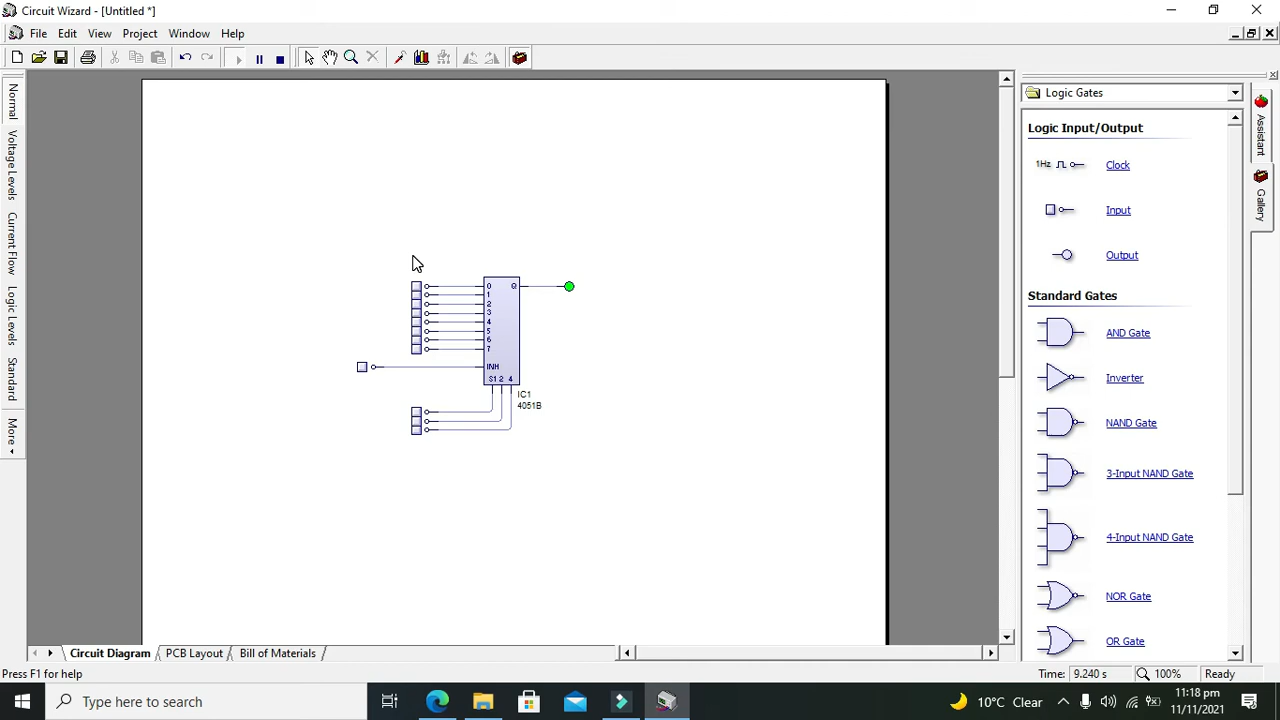 Circuit Wizard - [Untitled *]
File Edit View Project Window Help
Normal
Voltage Levels
Current Flow
Logic Levels
Standard
More
0 Q
1
2
3
4
5
6
7
INH
S1 2 4
IC1
4051B
Logic Gates
Logic Input/Output
1Hz Clock
Input
Output
Standard Gates
AND Gate
Inverter
NAND Gate
3-Input NAND Gate
4-Input NAND Gate
NOR Gate
OR Gate
Assistant
Gallery
Circuit Diagram PCB Layout Bill of Materials
Press F1 for help Time: 9.240 s 100% Ready
Type here to search 10°C Clear 11:18 pm
11/11/2021